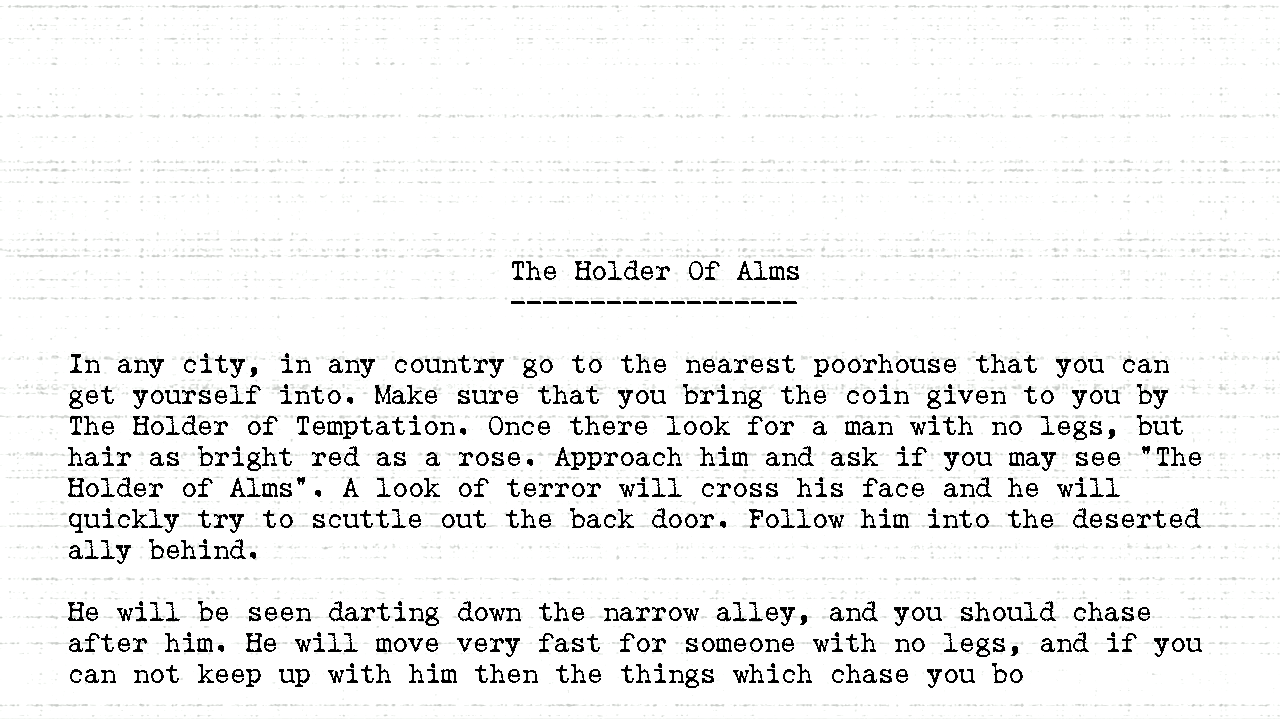 The Holder Of Alms
------------------
In any city, in any country go to the nearest poorhouse that you can
get yourself into. Make sure that you bring the coin given to you by
The Holder of Temptation. Once there look for a man with no legs, but
hair as bright red as a rose. Approach him and ask if you may see "The
Holder of Alms". A look of terror will cross his face and he will
quickly try to scuttle out the back door. Follow him into the deserted
ally behind.
He will be seen darting down the narrow alley, and you should chase
after him. He will move very fast for someone with no legs, and if you
can not keep up with him then the things which chase you bo